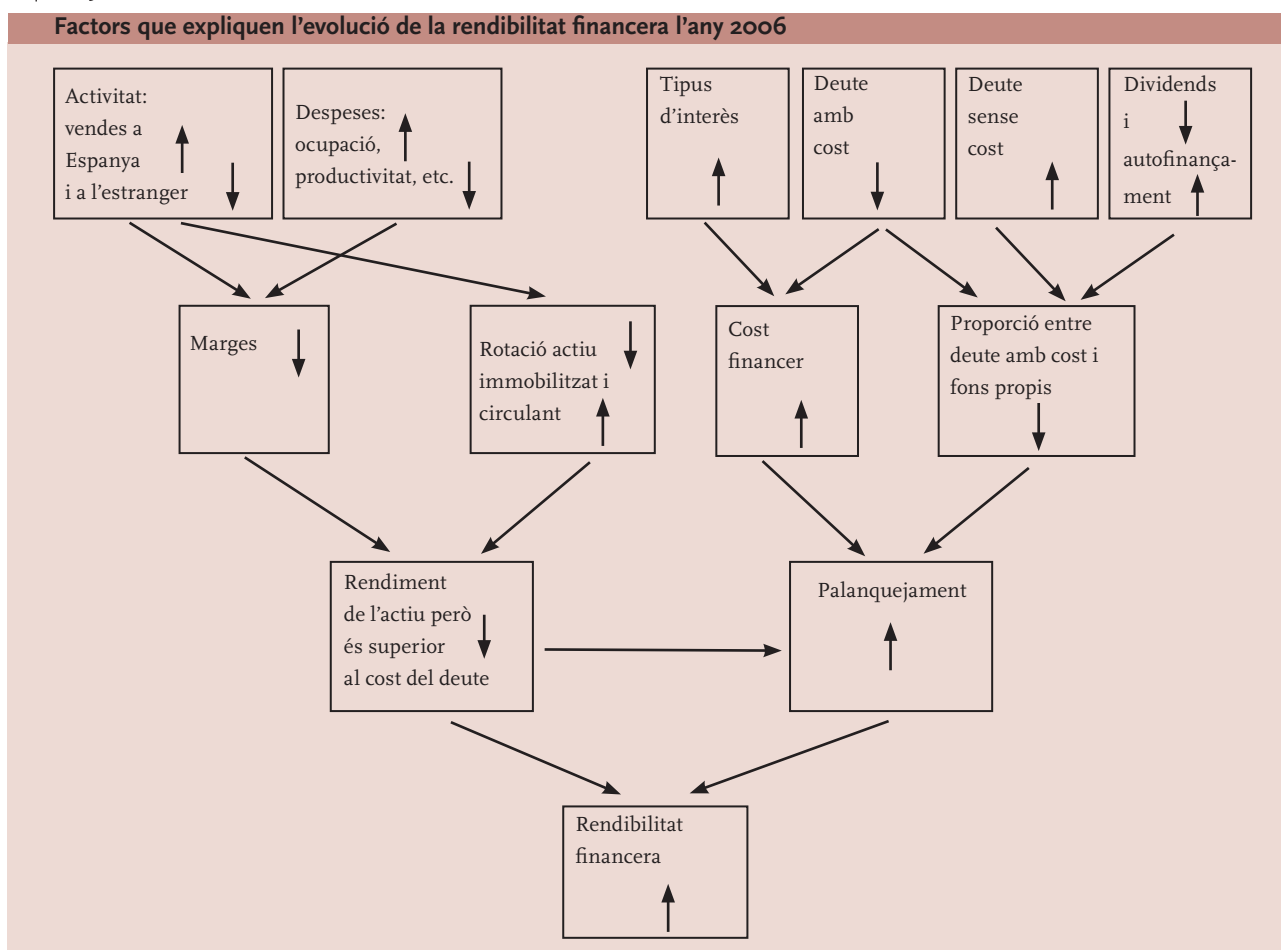 Factors que expliquen l'evolució de la rendibilitat financera l'any 2006
Activitat:
vendes a
Espanya
i a l'estranger
Despeses:
ocupació,
productivitat, etc.
Tipus
d'interès
Deute
amb
cost
Deute
sense
cost
Dividends
i
autofinança-
ment
Marges
Rotació actiu
immobilitzat i
circulant
Cost
financer
Proporció entre
deute amb cost i
fons propis
Rendiment
de l'actiu però
és superior
al cost del deute
Palanquejament
Rendibilitat
financera